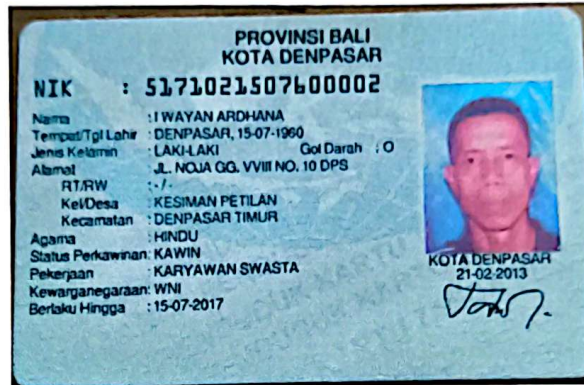 PROVINSI BALI
KOTA DENPASAR
NIK : 5171021507600002
Nama : I WAYAN ARDHANA
Tempat/Tgl Lahir : DENPASAR, 15-07-1960
Jenis Kelamin : LAKI-LAKI Gol Darah : O
Alamat : JL. NOJA GG. VVIII NO. 10 DPS
RT/RW : - / -
Kel/Desa : KESIMAN PETILAN
Kecamatan : DENPASAR TIMUR
Agama : HINDU
Status Perkawinan: KAWIN
Pekerjaan : KARYAWAN SWASTA
Kewarganegaraan: WNI
Berlaku Hingga : 15-07-2017
KOTA DENPASAR
21-02-2013